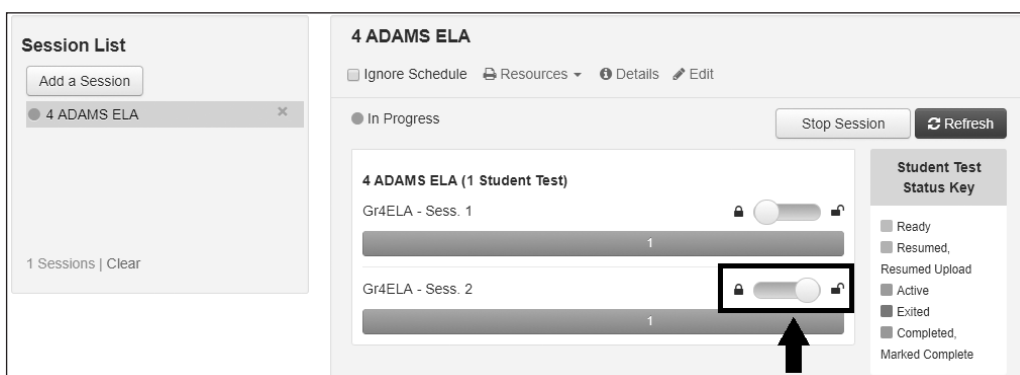 Session List
Add a Session
4 ADAMS ELA
1 Sessions | Clear
4 ADAMS ELA
Ignore Schedule Resources Details Edit
In Progress
Stop Session Refresh
4 ADAMS ELA (1 Student Test)
Gr4ELA - Sess. 1
1
Gr4ELA - Sess. 2
1
Student Test
Status Key
Ready
Resumed,
Resumed Upload
Active
Exited
Completed,
Marked Complete